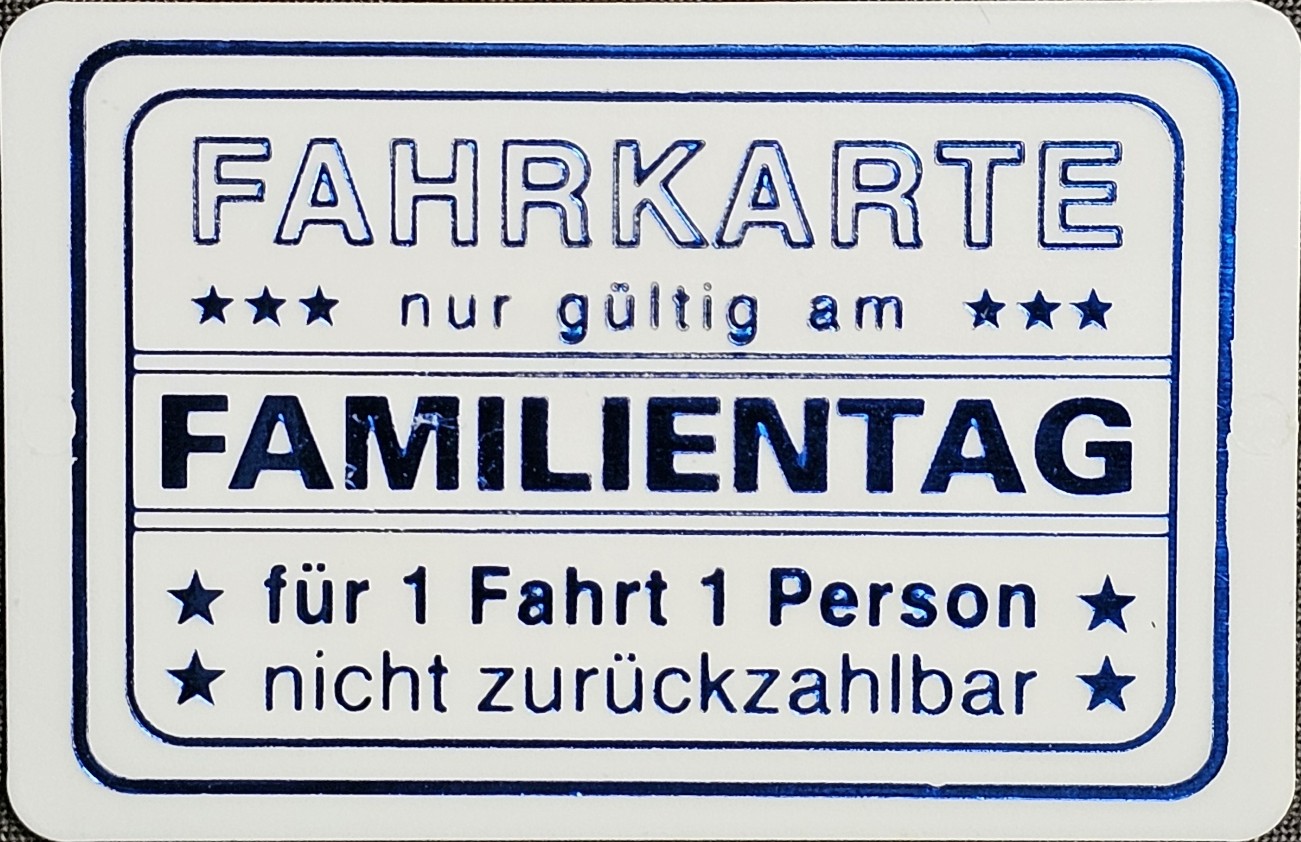 FAHRKARTE
★★★ nur gültig am ★★★
FAMILIENTAG
★ für 1 Fahrt 1 Person ★
★ nicht zurückzahlbar ★